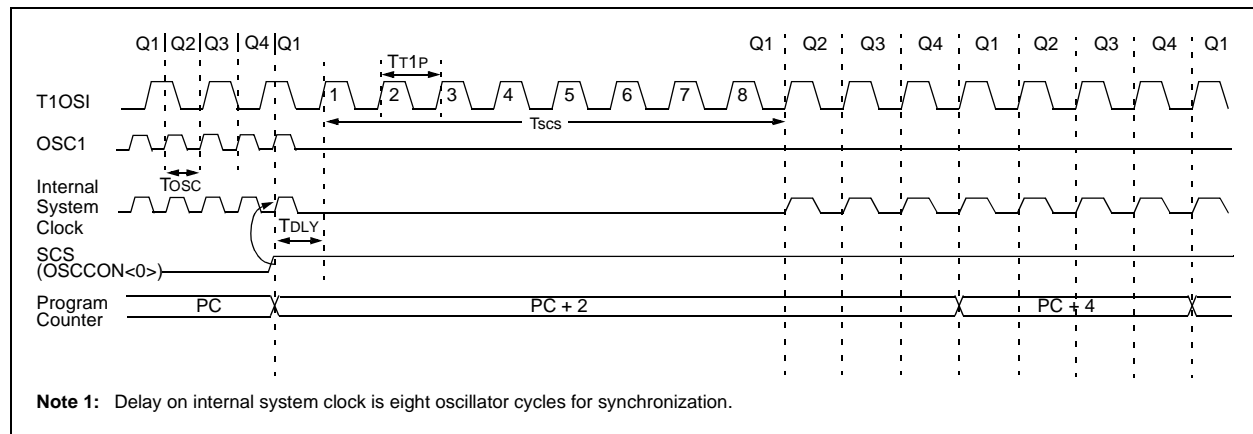 Q1 Q2 Q3 Q4 Q1 Q1 Q2 Q3 Q4 Q1 Q2 Q3 Q4 Q1
TT1P
T1OSI 1 2 3 4 5 6 7 8
TSCS
OSC1
TOSC
Internal
System
Clock
TDLY
SCS
(OSCCON<0>)
Program
Counter
PC PC + 2 PC + 4
Note 1: Delay on internal system clock is eight oscillator cycles for synchronization.